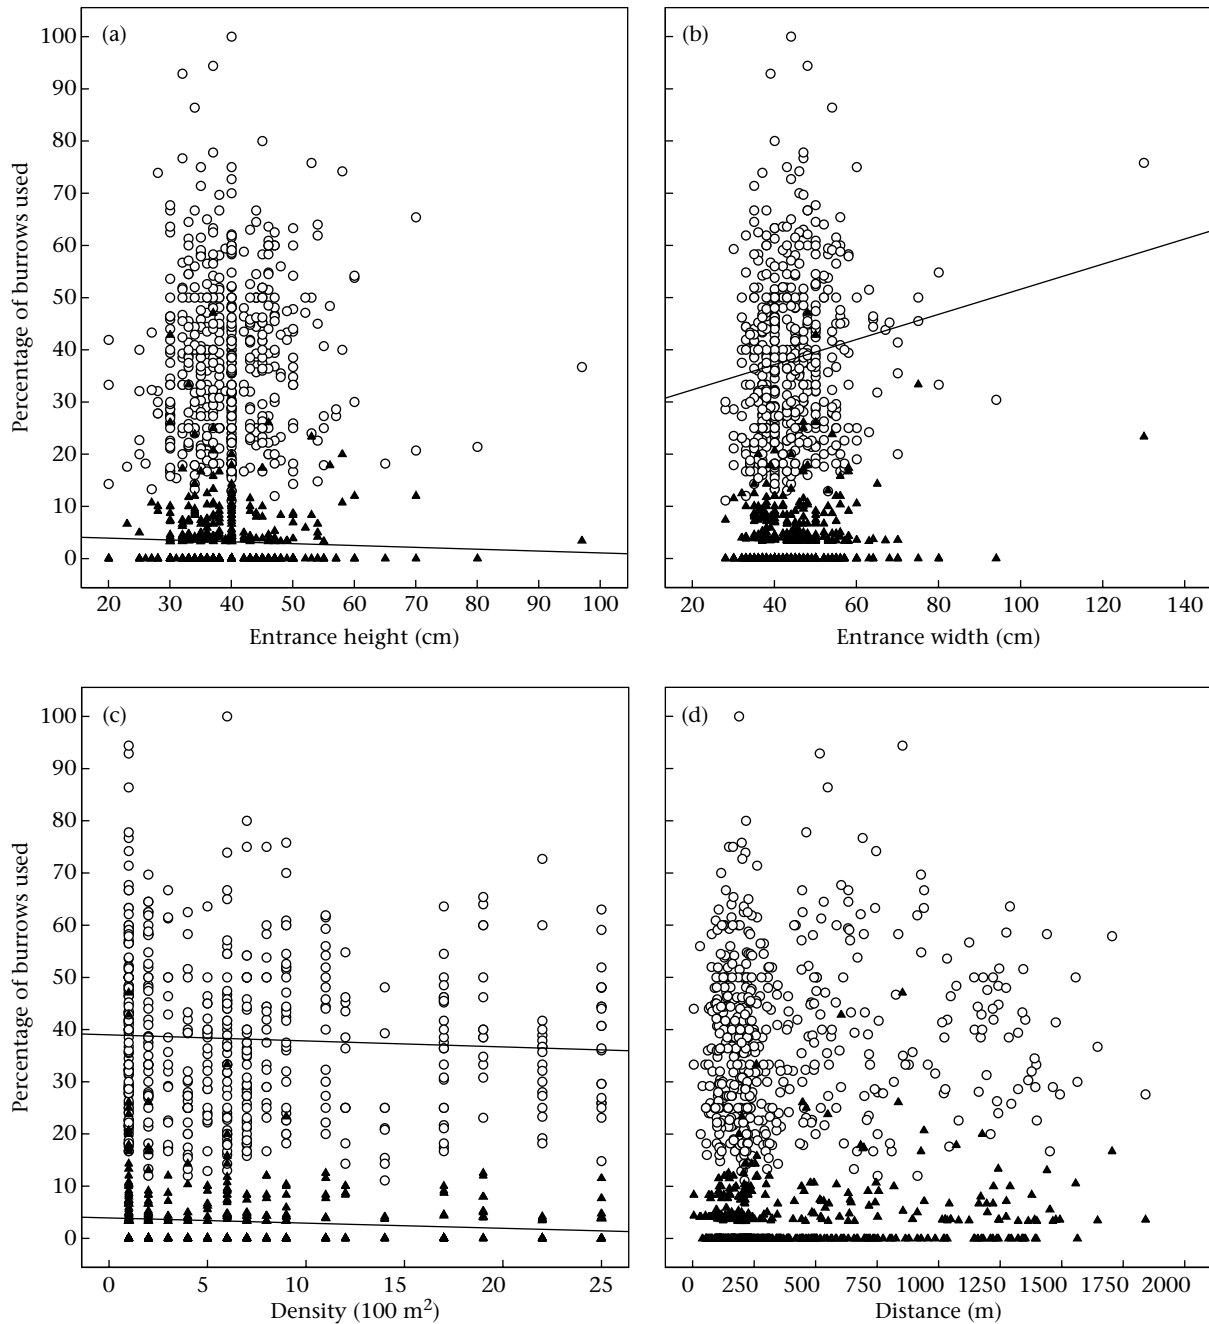 (a)
(b)
100
90
80
70
60
50
40
30
20
10
0
Percentage of burrows used
20 30 40 50 60 70 80 90 100
20 40 60 80 100 120 140
Entrance height (cm)
Entrance width (cm)
(c)
(d)
100
90
80
70
60
50
40
30
20
10
0
Percentage of burrows used
0 5 10 15 20 25
0 250 500 750 1000 1250 1500 1750 2000
Density (100 m²)
Distance (m)